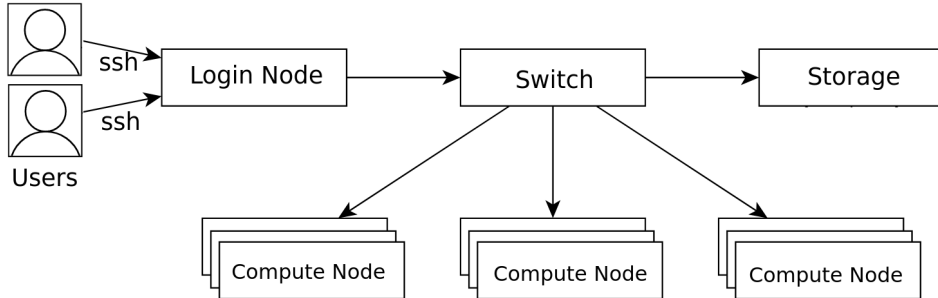 ssh
Login Node
Switch
Storage
ssh
Users
Compute Node
Compute Node
Compute Node